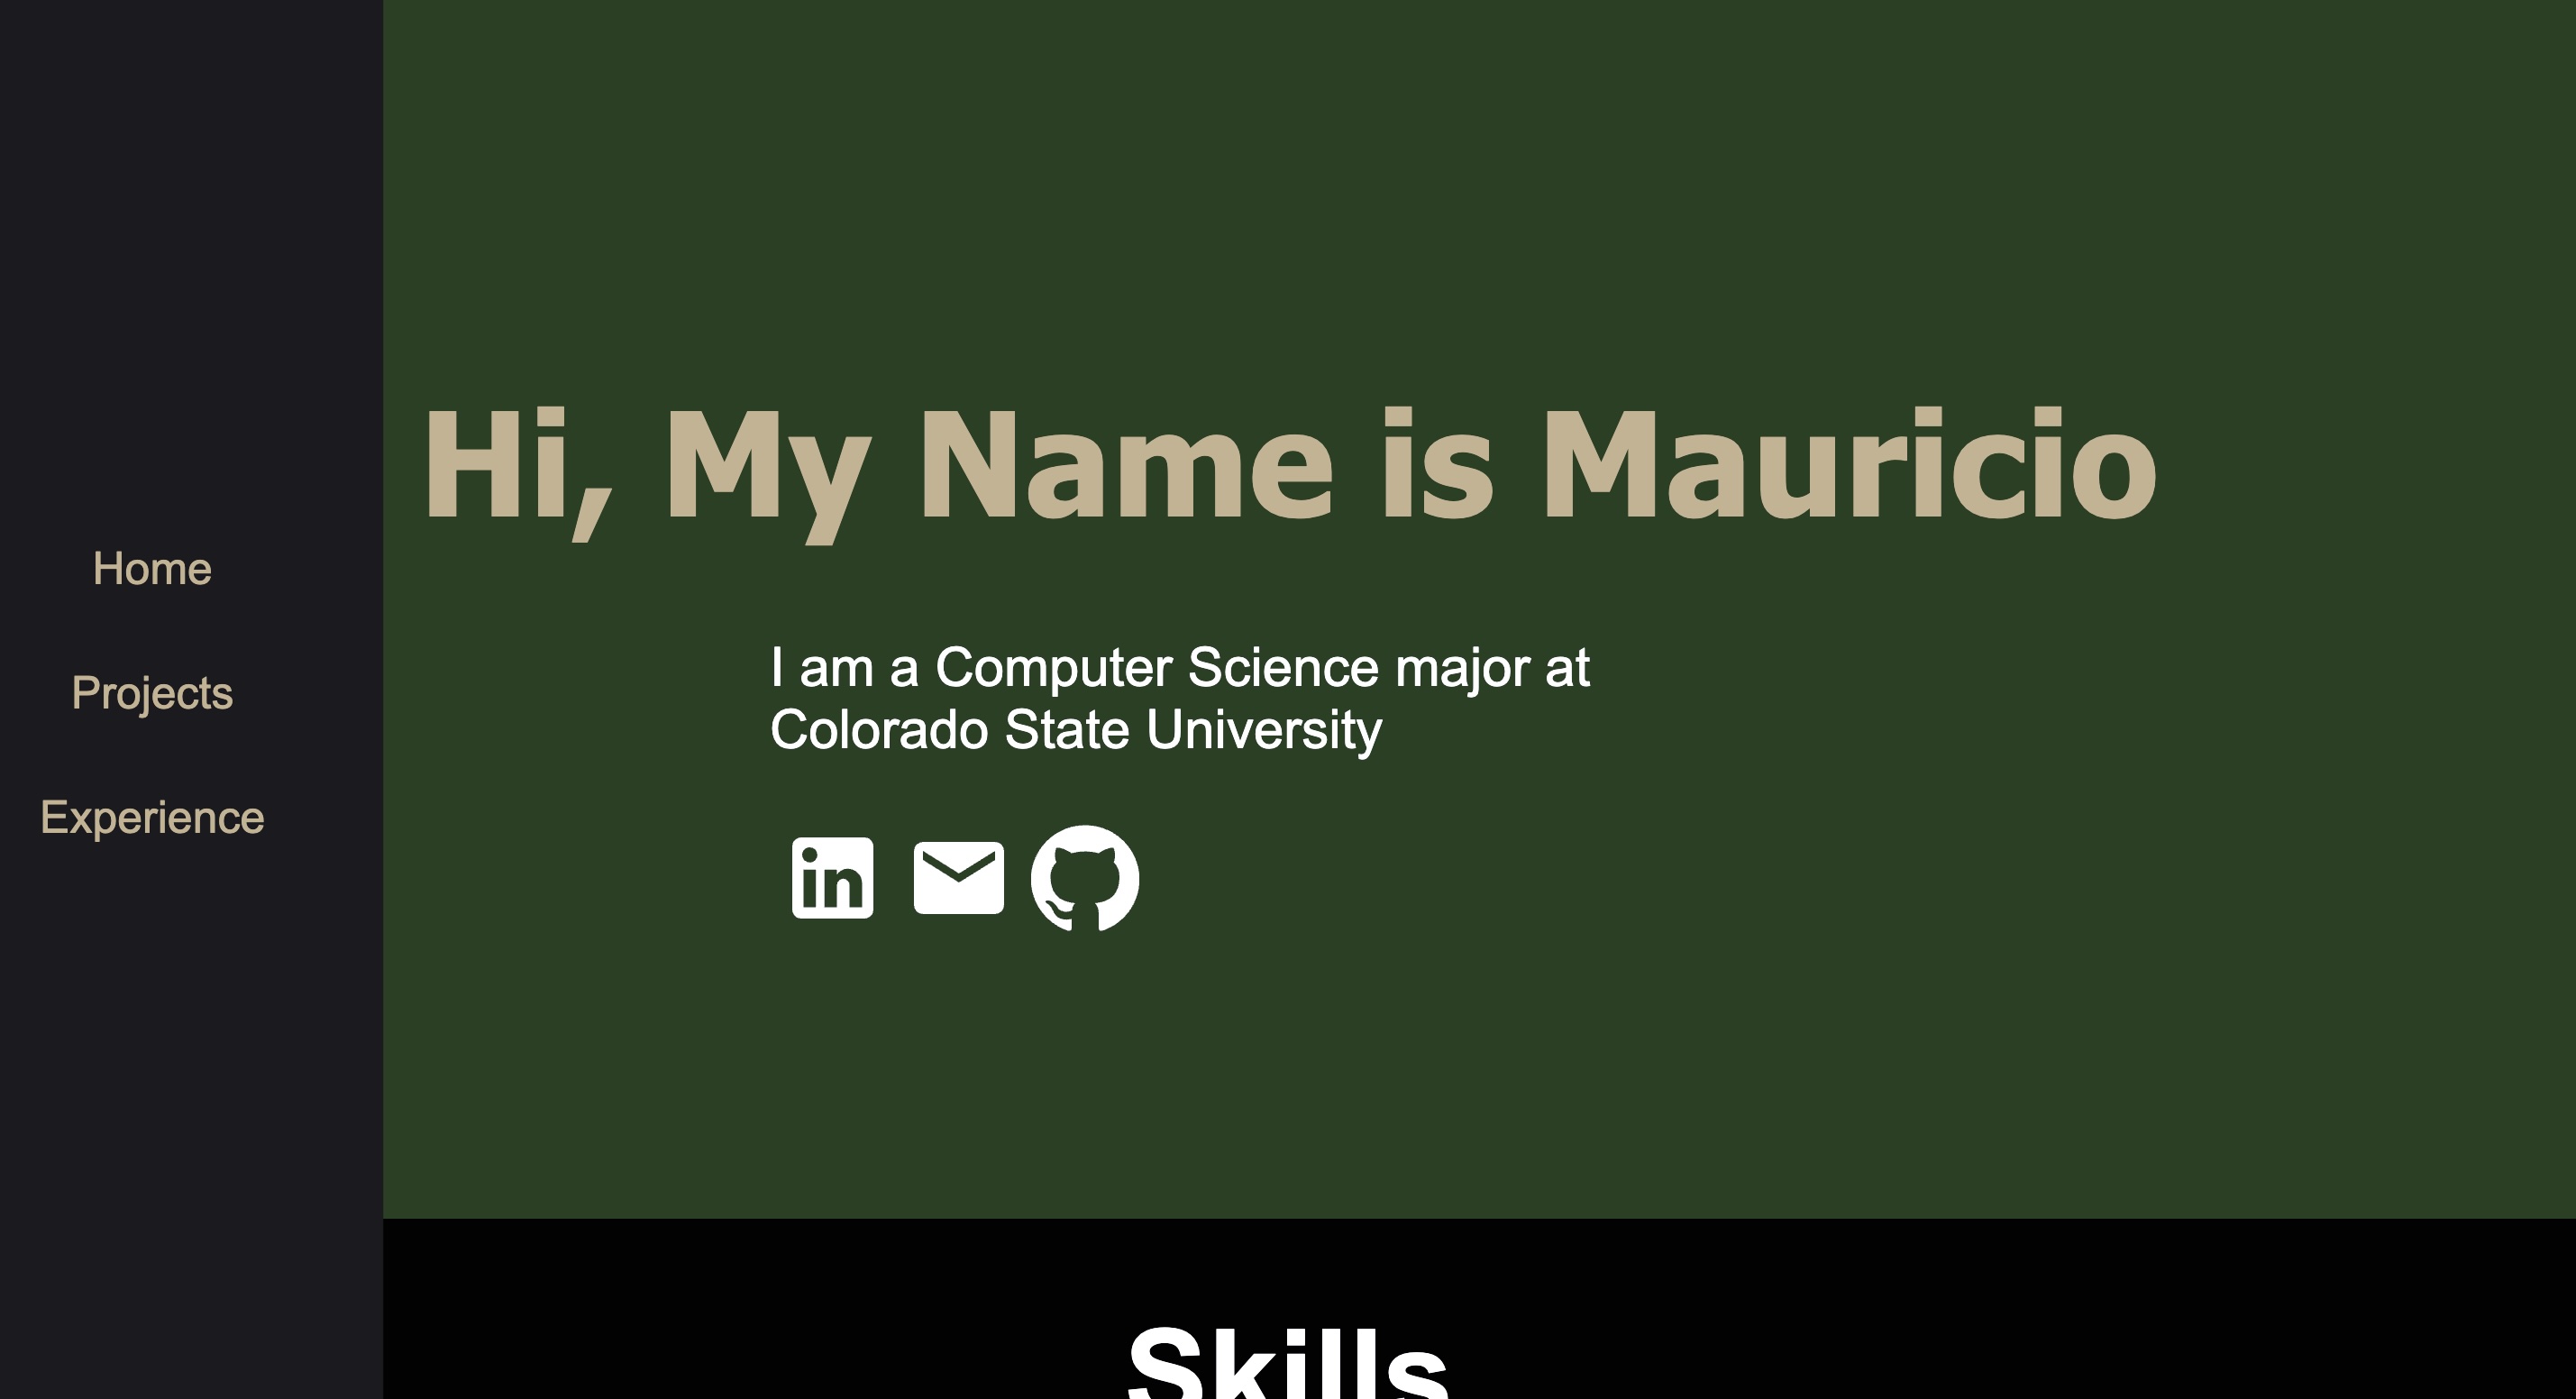 Home
Projects
Experience
Hi, My Name is Mauricio
I am a Computer Science major at
Colorado State University
in
Skills